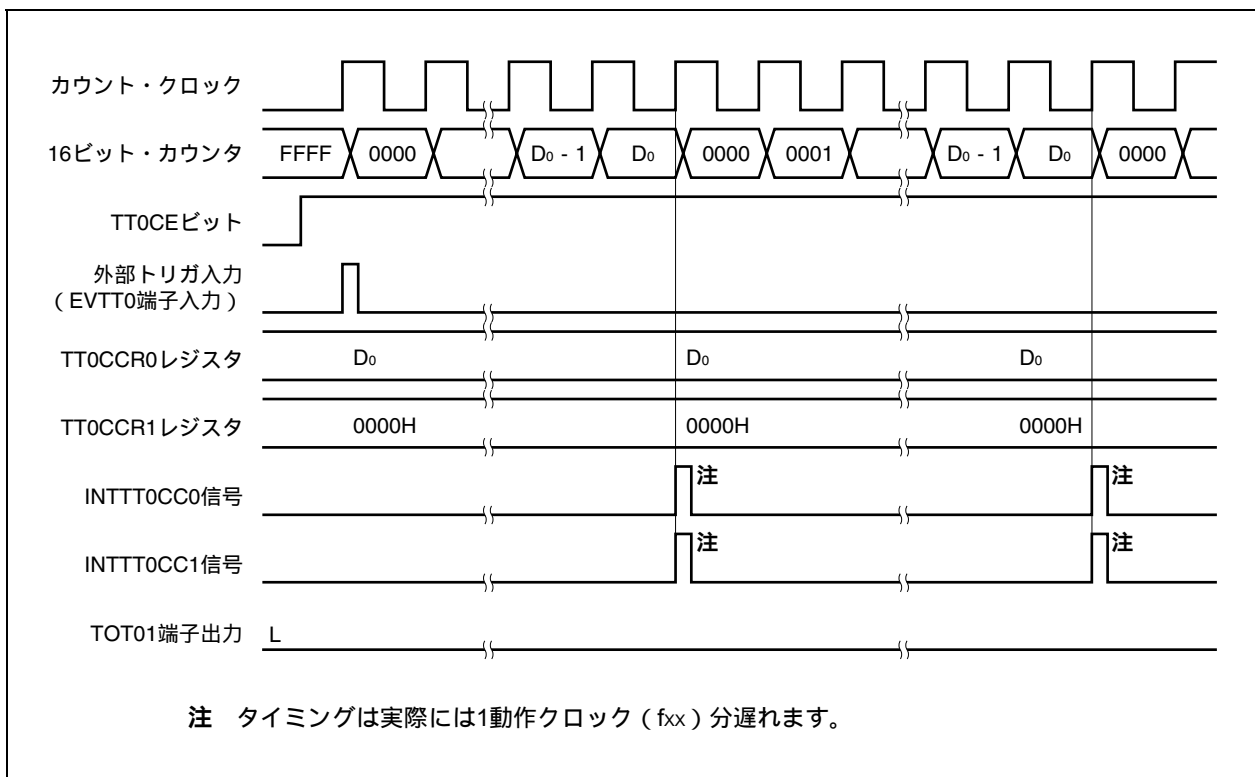 カウント・クロック
16ビット・カウンタ FFFF 0000 D0 - 1 D0 0000 0001 D0 - 1 D0 0000
TT0CEビット
外部トリガ入力
（EVTT0端子入力）
TT0CCR0レジスタ D0 D0 D0
TT0CCR1レジスタ 0000H 0000H 0000H
INTTT0CC0信号 注 注
INTTT0CC1信号 注 注
TOT01端子出力 L
注 タイミングは実際には1動作クロック（fxx）分遅れます。